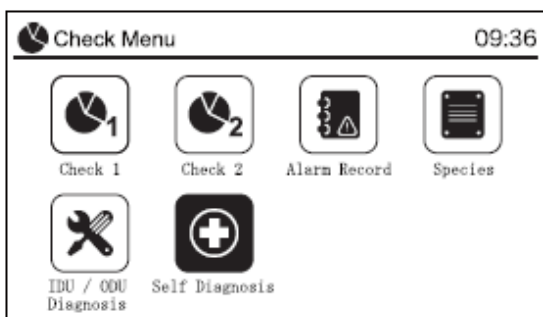 Check Menu 09:36
1 2
Check 1 Check 2 Alarm Record Species
IDU / ODU Self Diagnosis
Diagnosis